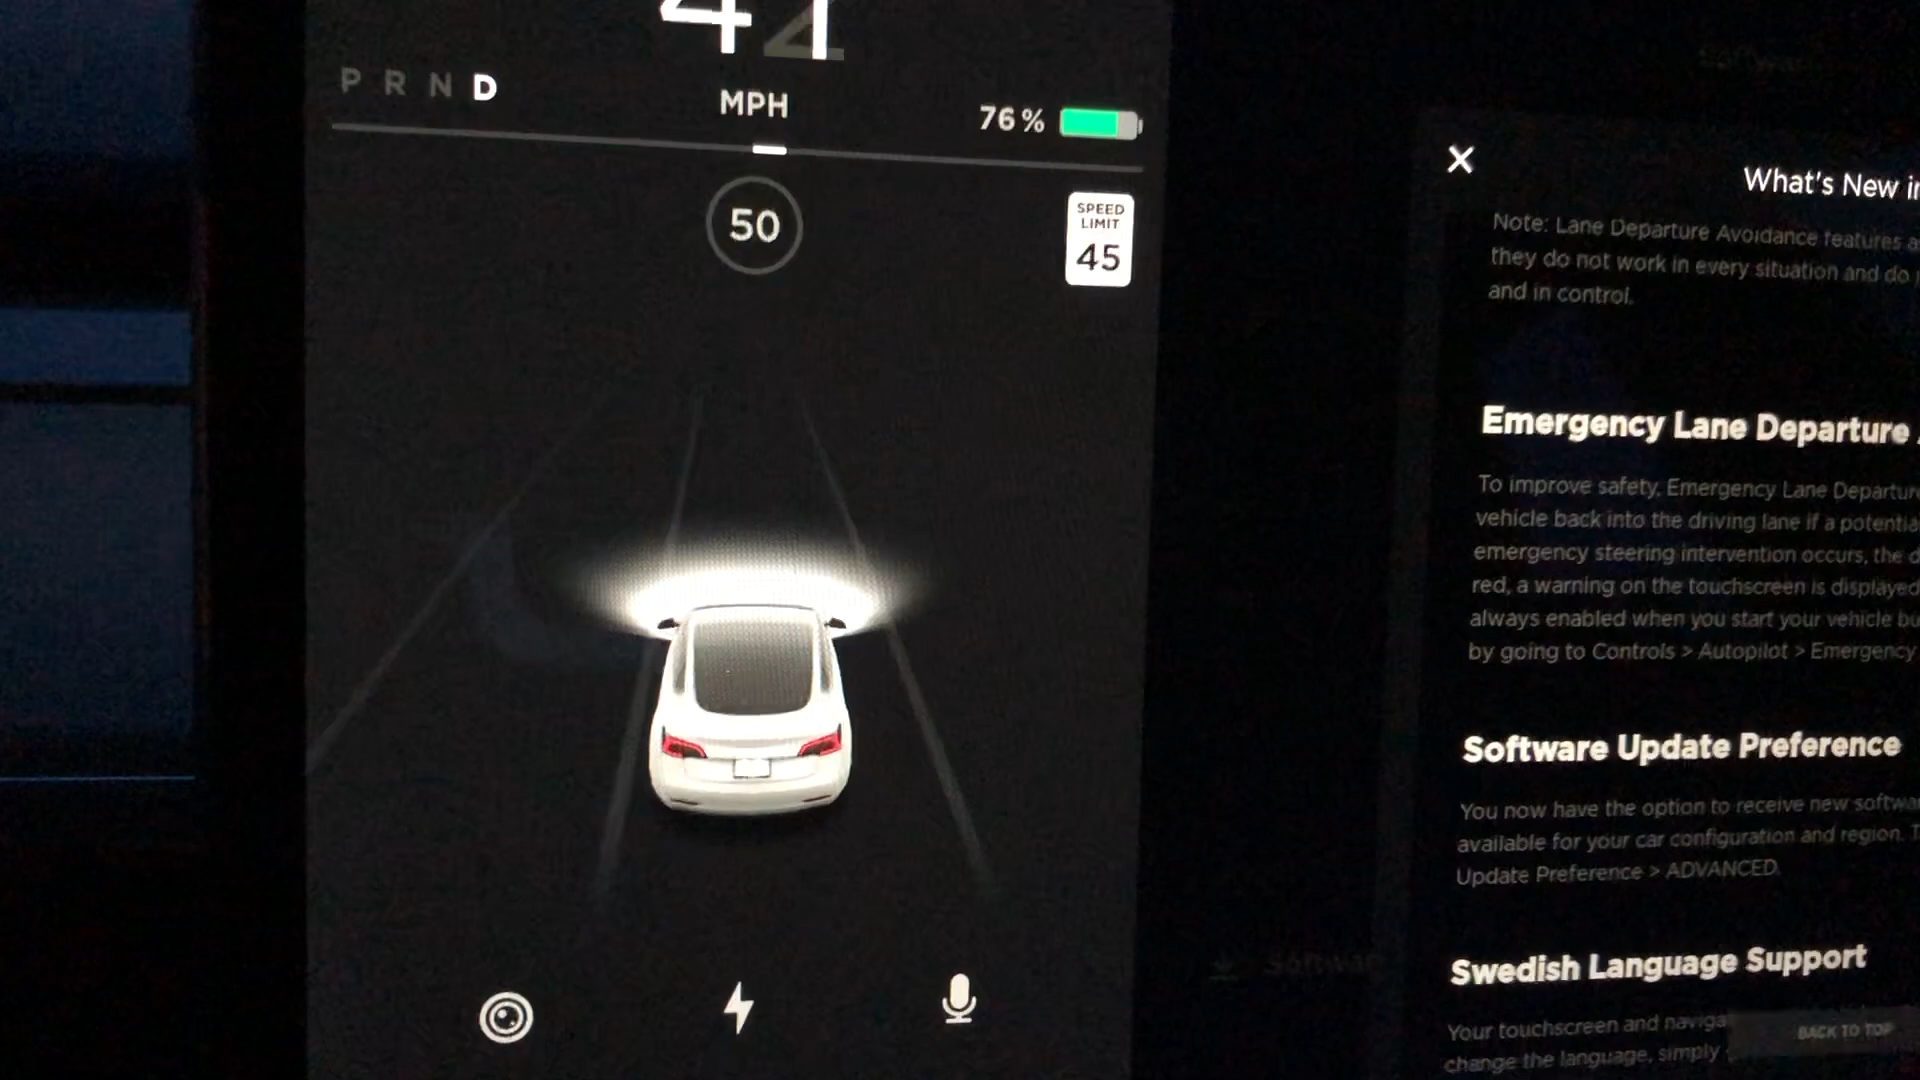 P R N D
MPH
76 %
50
SPEED
LIMIT
45
What's New
Note: Lane Departure Avoidance features
they do not work in every situation and do
and in control.
Emergency Lane Departure
To improve safety, Emergency Lane Departure
vehicle back into the driving lane if a potential
emergency steering intervention occurs, the
red, a warning on the touchscreen is displayed
always enabled when you start your vehicle
by going to Controls > Autopilot > Emergency
Software Update Preference
You now have the option to receive new
available for your car configuration and region.
Update Preference > ADVANCED.
Swedish Language Support
Your touchscreen and
change the language, simply
BACK TO TOP